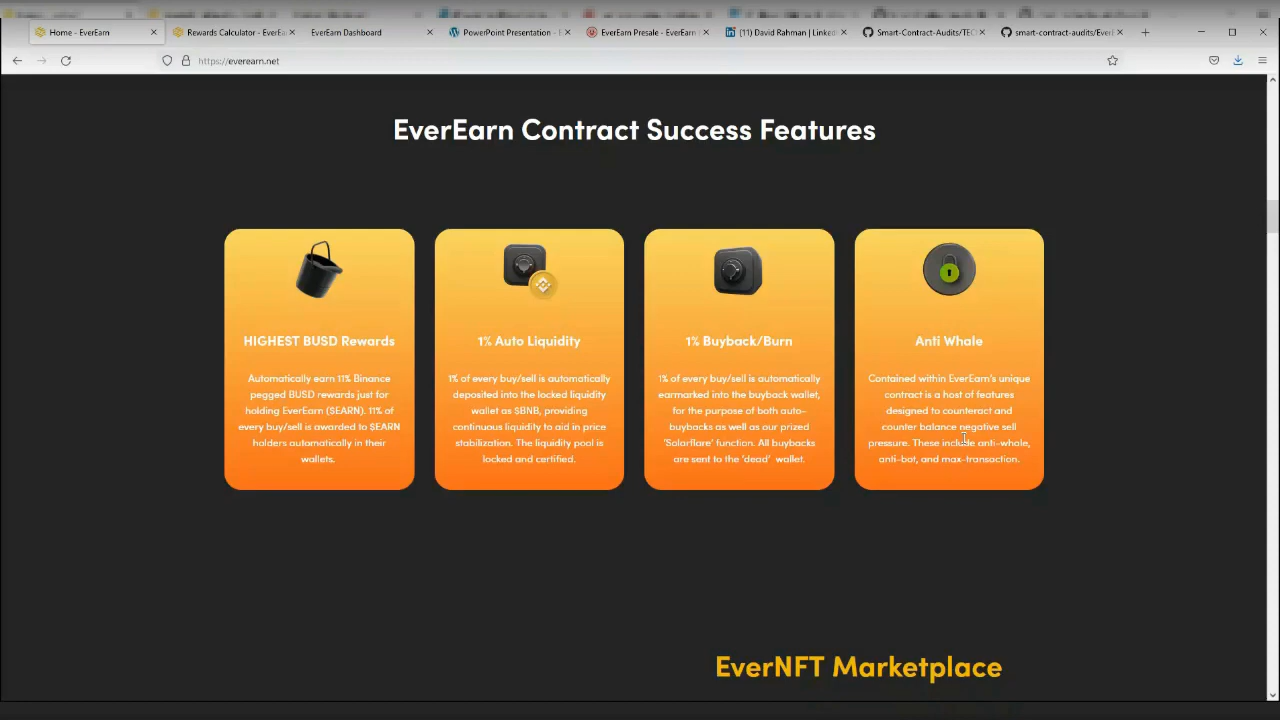 Home - EverEarn
Rewards Calculator - EverEa
EverEarn Dashboard
PowerPoint Presentation - E
EverEarn Presale - EverEarn
(11) David Rahman | Linked
Smart-Contract-Audits/TEC
smart-contract-audits/EverE
https://everearn.net
EverEarn Contract Success Features
HIGHEST BUSD Rewards
Automatically earn 11% Binance
pegged BUSD rewards just for
holding EverEarn ($EARN). 11% of
every buy/sell is awarded to $EARN
holders automatically in their
wallets.
1% Auto Liquidity
1% of every buy/sell is automatically
deposited into the locked liquidity
wallet as $BNB, providing
continuous liquidity to aid in price
stabilization. The liquidity pool is
locked and certified.
1% Buyback/Burn
1% of every buy/sell is automatically
earmarked into the buyback wallet,
for the purpose of both auto-
buybacks as well as our prized
'Solarflare' function. All buybacks
are sent to the 'dead' wallet.
Anti Whale
Contained within EverEarn's unique
contract is a host of features
designed to counteract and
counter balance negative sell
pressure. These include anti-whale,
anti-bot, and max-transaction.
EverNFT Marketplace